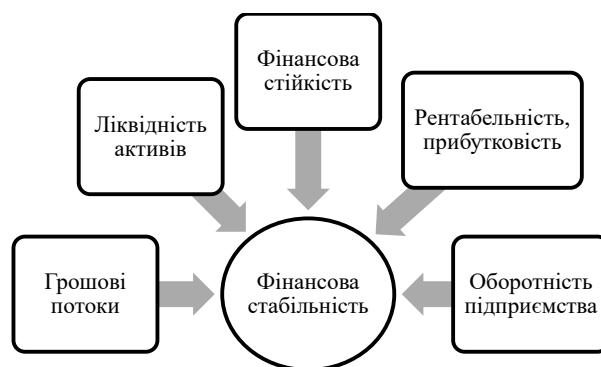 Фінансова
стійкість
Ліквідність
активів
Рентабельність,
прибутковість
Грошові
потоки
Фінансова
стабільність
Оборотність
підприємства